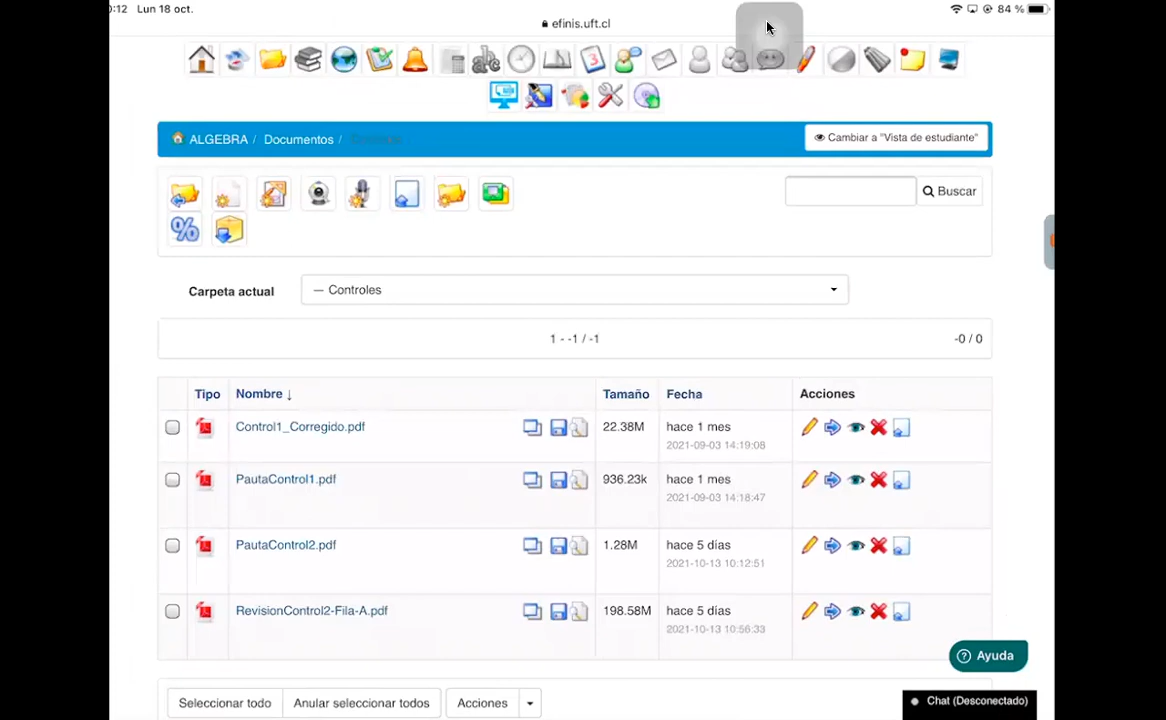 0:12 Lun 18 oct. 84 %
efinis.uft.cl
abc 3
ALGEBRA / Documentos /
Cambiar a "Vista de estudiante"
Buscar
%
Carpeta actual — Controles
1 - -1 / -1 -0 / 0
Tipo Nombre ↓ Tamaño Fecha Acciones
Control1_Corregido.pdf 22.38M hace 1 mes
2021-09-03 14:19:08
PautaControl1.pdf 936.23k hace 1 mes
2021-09-03 14:18:47
PautaControl2.pdf 1.28M hace 5 días
2021-10-13 10:12:51
RevisionControl2-Fila-A.pdf 198.58M hace 5 días
2021-10-13 10:56:33
Ayuda
Seleccionar todo Anular seleccionar todos Acciones
Chat (Desconectado)